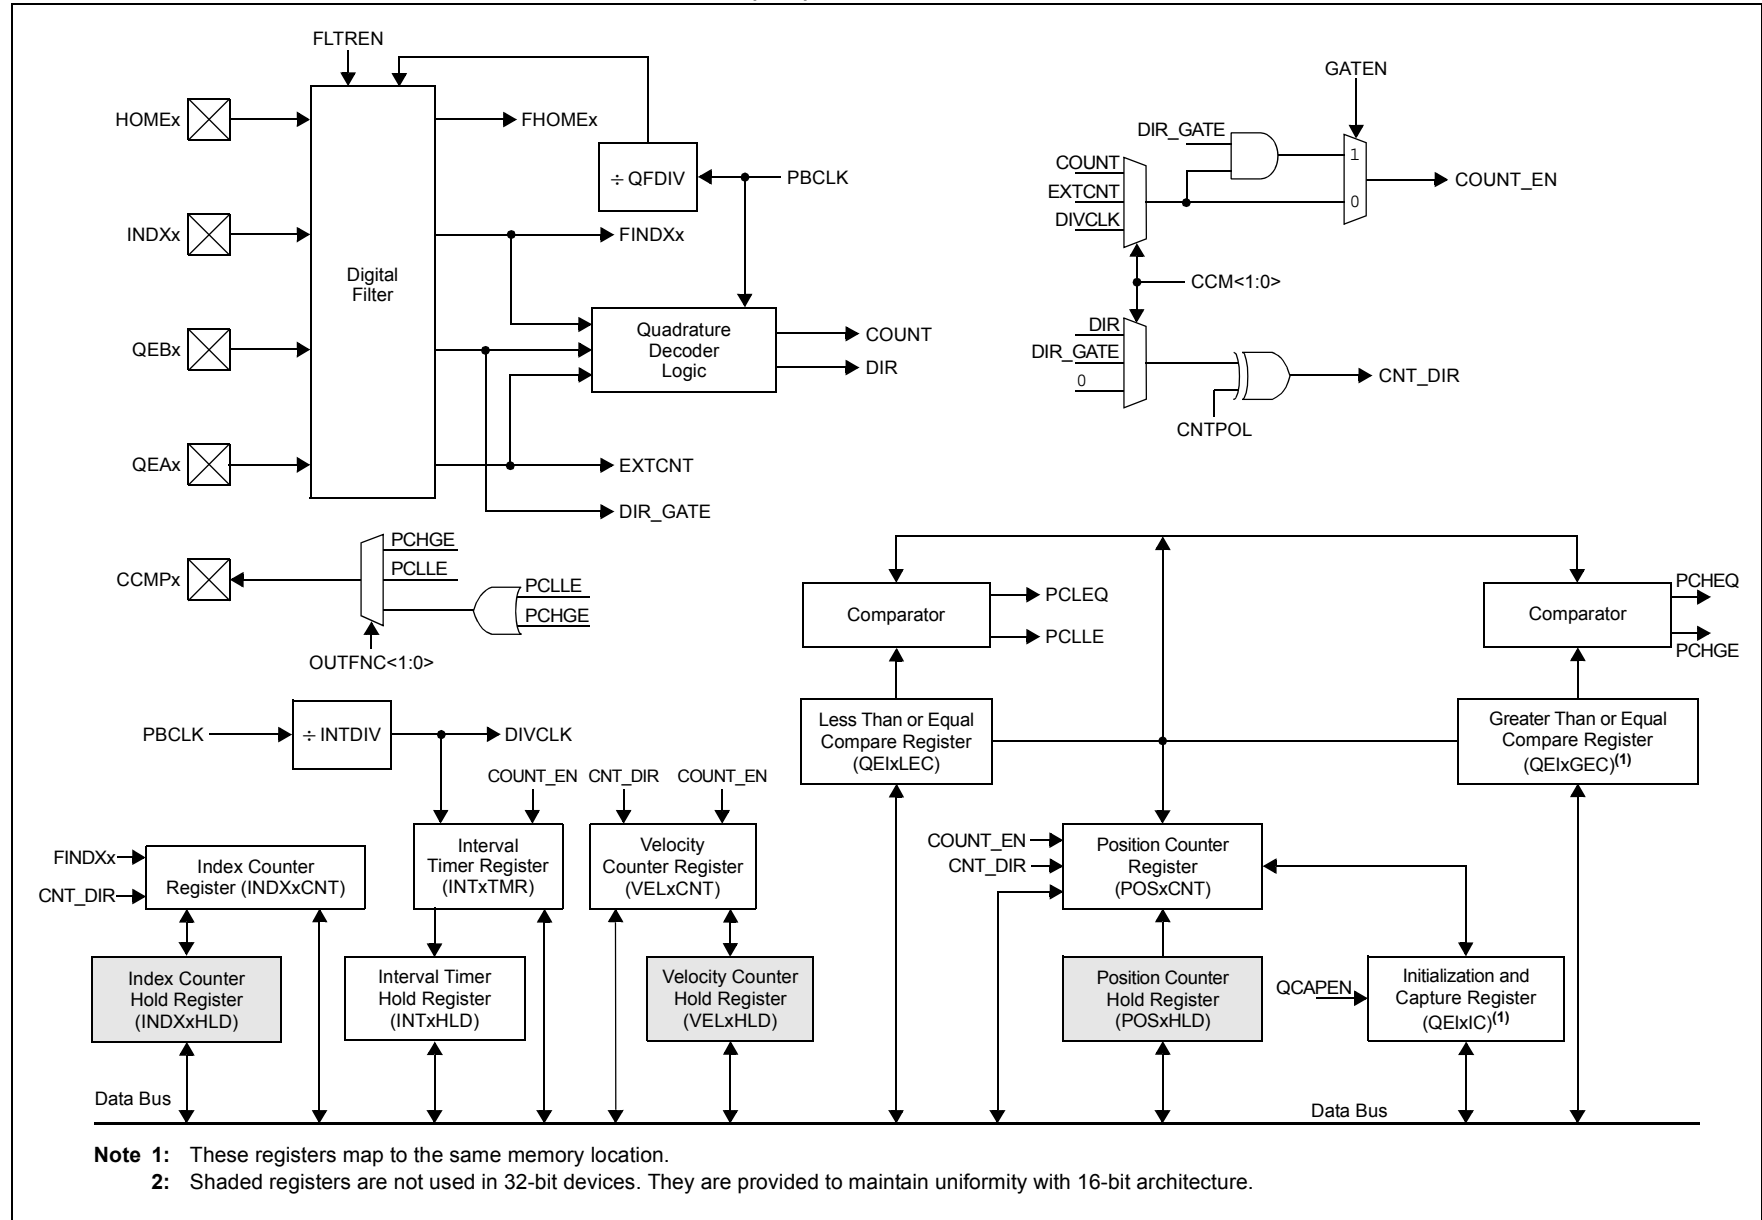 FLTREN
HOMEx
FHOMEx
÷ QFDIV
PBCLK
INDXx
FINDXx
Digital
Filter
QEBx
Quadrature
Decoder
Logic
COUNT
DIR
QEAx
EXTCNT
DIR_GATE
GATEN
DIR_GATE
COUNT
EXTCNT
DIVCLK
1
0
COUNT_EN
CCM<1:0>
DIR
DIR_GATE
0
CNT_DIR
CNTPOL
CCMPx
PCHGE
PCLLE
PCLLE
PCHGE
OUTFNC<1:0>
Comparator
PCLEQ
PCLLE
Comparator
PCHEQ
PCHGE
PBCLK
÷ INTDIV
DIVCLK
Less Than or Equal
Compare Register
(QEIxLEC)
Greater Than or Equal
Compare Register
(QEIxGEC)(1)
COUNT_EN
CNT_DIR
COUNT_EN
FINDXx
CNT_DIR
Index Counter
Register (INDXxCNT)
Interval
Timer Register
(INTxTMR)
Velocity
Counter Register
(VELxCNT)
COUNT_EN
CNT_DIR
Position Counter
Register
(POSxCNT)
Index Counter
Hold Register
(INDXxHLD)
Interval Timer
Hold Register
(INTxHLD)
Velocity Counter
Hold Register
(VELxHLD)
Position Counter
Hold Register
(POSxHLD)
QCAPEN
Initialization and
Capture Register
(QEIxIC)(1)
Data Bus
Data Bus
Note 1: These registers map to the same memory location.
2: Shaded registers are not used in 32-bit devices. They are provided to maintain uniformity with 16-bit architecture.